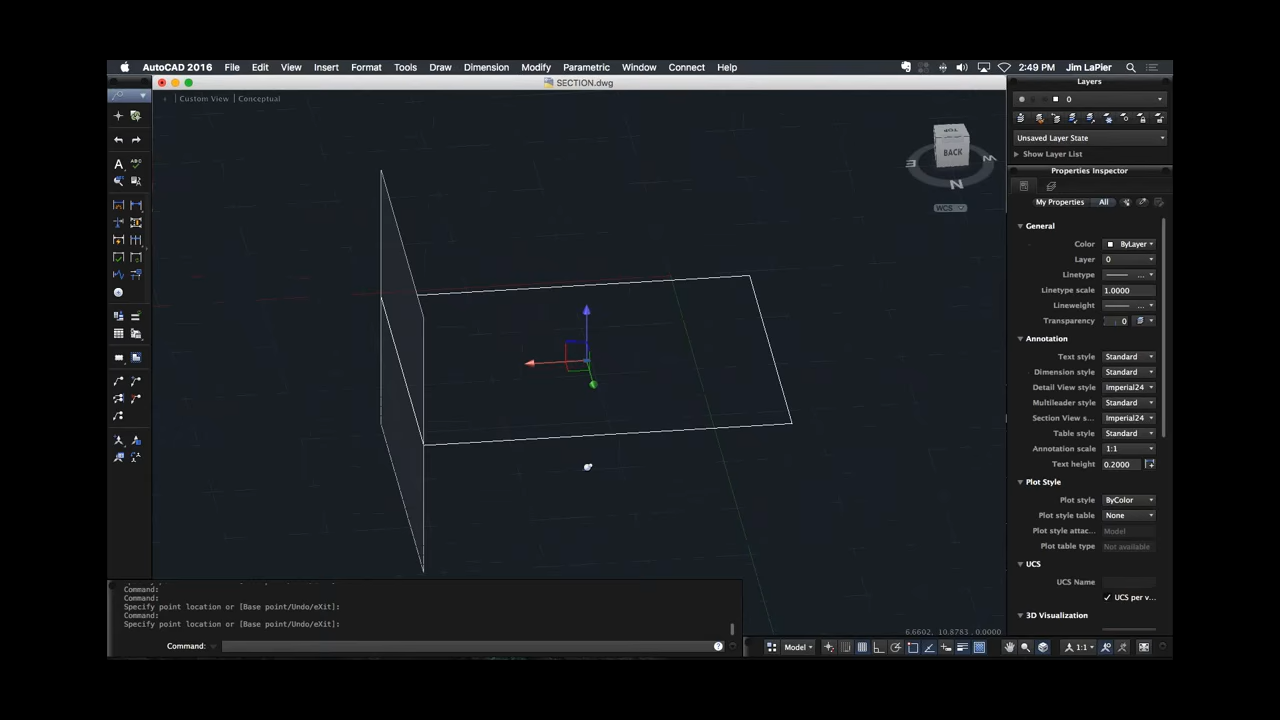 AutoCAD 2016 File Edit View Insert Format Tools Draw Dimension Modify Parametric Window Connect Help 2:49 PM Jim LaPier
SECTION.dwg
Custom View Conceptual
Layers
0
Unsaved Layer State
Show Layer List
Properties Inspector
My Properties All
General
Color ByLayer
Layer 0
Linetype ...
Linetype scale 1.0000
Lineweight ...
Transparency 0
Annotation
Text style Standard
Dimension style Standard
Detail View style Imperial24
Multileader style Standard
Section View s... Imperial24
Table style Standard
Annotation scale 1:1
Text height 0.2000
Plot Style
Plot style ByColor
Plot style table None
Plot style attac... Model
Plot table type Not available
UCS
UCS Name
UCS per v...
3D Visualization
TOP
BACK
E
N
W
WCS
A
ABC
Command:
Command:
Specify point location or [Base point/Undo/eXit]:
Command:
Specify point location or [Base point/Undo/eXit]:
Command:
6.6602, 10.8783, 0.0000
Model 1:1